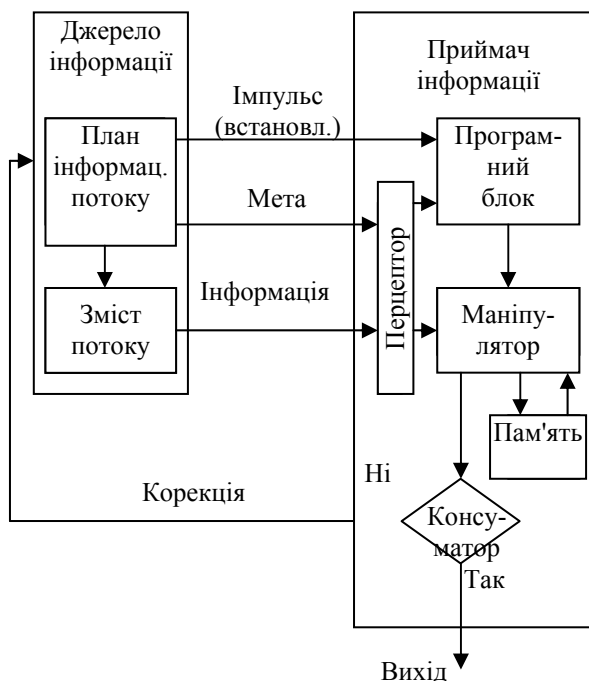 Джерело
інформації
Приймач
інформації
Імпульс
(встановл.)
План
інформац.
потоку
Програм-
ний
блок
Мета
Перцептор
Інформація
Зміст
потоку
Маніпу-
лятор
Пам'ять
Ні
Корекція
Консу-
матор
Так
Вихід